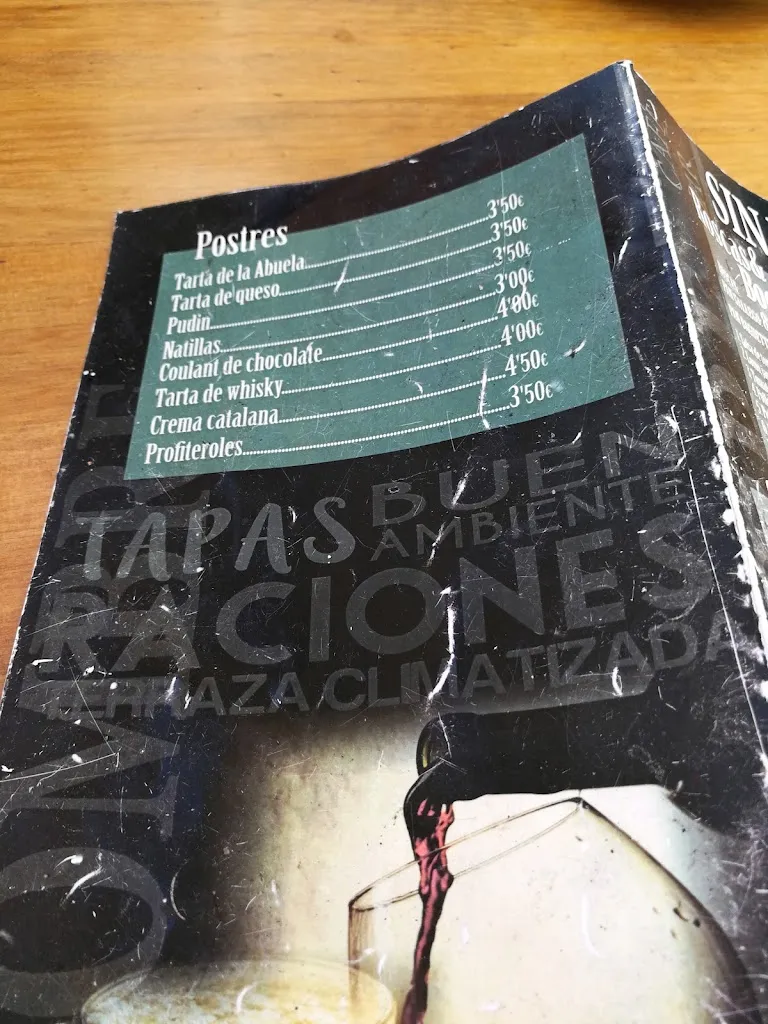 Postres
Tarta de la Abuela........3'50€
Tarta de queso........3'50€
Pudin........3'50€
Natillas........3'00€
Coulant de chocolate........4'00€
Tarta de whisky........4'00€
Crema catalana........4'50€
Profiteroles........3'50€
TAPAS
BUEN
AMBIENTE
RACIONES
TERRAZA CLIMATIZADA
OMBRE
SIN